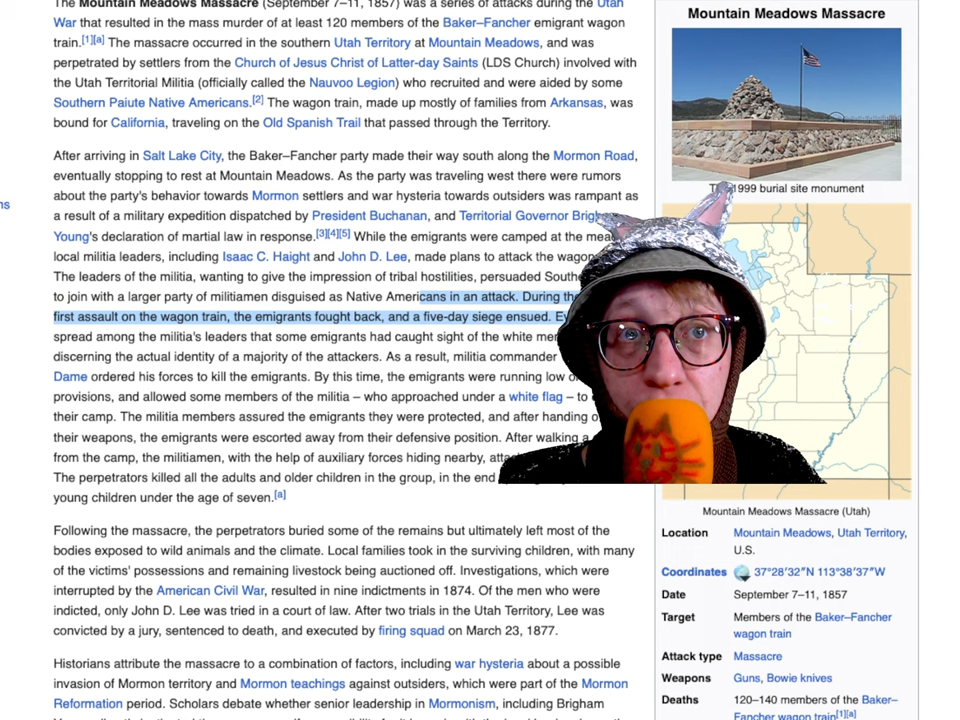 The Mountain Meadows Massacre (September 7–11, 1857) was a series of attacks during the Utah
War that resulted in the mass murder of at least 120 members of the Baker–Fancher emigrant wagon
train.[1][a] The massacre occurred in the southern Utah Territory at Mountain Meadows, and was
perpetrated by settlers from the Church of Jesus Christ of Latter-day Saints (LDS Church) involved with
the Utah Territorial Militia (officially called the Nauvoo Legion) who recruited and were aided by some
Southern Paiute Native Americans.[2] The wagon train, made up mostly of families from Arkansas, was
bound for California, traveling on the Old Spanish Trail that passed through the Territory.
After arriving in Salt Lake City, the Baker–Fancher party made their way south along the Mormon Road,
eventually stopping to rest at Mountain Meadows. As the party was traveling west there were rumors
about the party's behavior towards Mormon settlers and war hysteria towards outsiders was rampant as
a result of a military expedition dispatched by President Buchanan, and Territorial Governor
Young's declaration of martial law in response.[3][4][5] While the emigrants were camped at the
local militia leaders, including Isaac C. Haight and John D. Lee, made plans to attack the wagon
The leaders of the militia, wanting to give the impression of tribal hostilities, persuaded
to join with a larger party of militiamen disguised as Native Americans in an attack. During
first assault on the wagon train, the emigrants fought back, and a five-day siege ensued.
spread among the militia's leaders that some emigrants had caught sight of the white
discerning the actual identity of a majority of the attackers. As a result, militia commander
Dame ordered his forces to kill the emigrants. By this time, the emigrants were running low
provisions, and allowed some members of the militia – who approached under a white flag – to
their camp. The militia members assured the emigrants they were protected, and after handing
their weapons, the emigrants were escorted away from their defensive position. After walking a
from the camp, the militiamen, with the help of auxiliary forces hiding nearby,
The perpetrators killed all the adults and older children in the group, in the end
young children under the age of seven.[a]
Following the massacre, the perpetrators buried some of the remains but ultimately left most of the
bodies exposed to wild animals and the climate. Local families took in the surviving children, with many
of the victims' possessions and remaining livestock being auctioned off. Investigations, which were
interrupted by the American Civil War, resulted in nine indictments in 1874. Of the men who were
indicted, only John D. Lee was tried in a court of law. After two trials in the Utah Territory, Lee was
convicted by a jury, sentenced to death, and executed by firing squad on March 23, 1877.
Historians attribute the massacre to a combination of factors, including war hysteria about a possible
invasion of Mormon territory and Mormon teachings against outsiders, which were part of the Mormon
Reformation period. Scholars debate whether senior leadership in Mormonism, including Brigham
Mountain Meadows Massacre
1999 burial site monument
Mountain Meadows Massacre (Utah)
Location Mountain Meadows, Utah Territory,
U.S.
Coordinates 37°28′32″N 113°38′37″W
Date September 7–11, 1857
Target Members of the Baker–Fancher
wagon train
Attack type Massacre
Weapons Guns, Bowie knives
Deaths 120–140 members of the Baker–
Fancher wagon train[1][a]